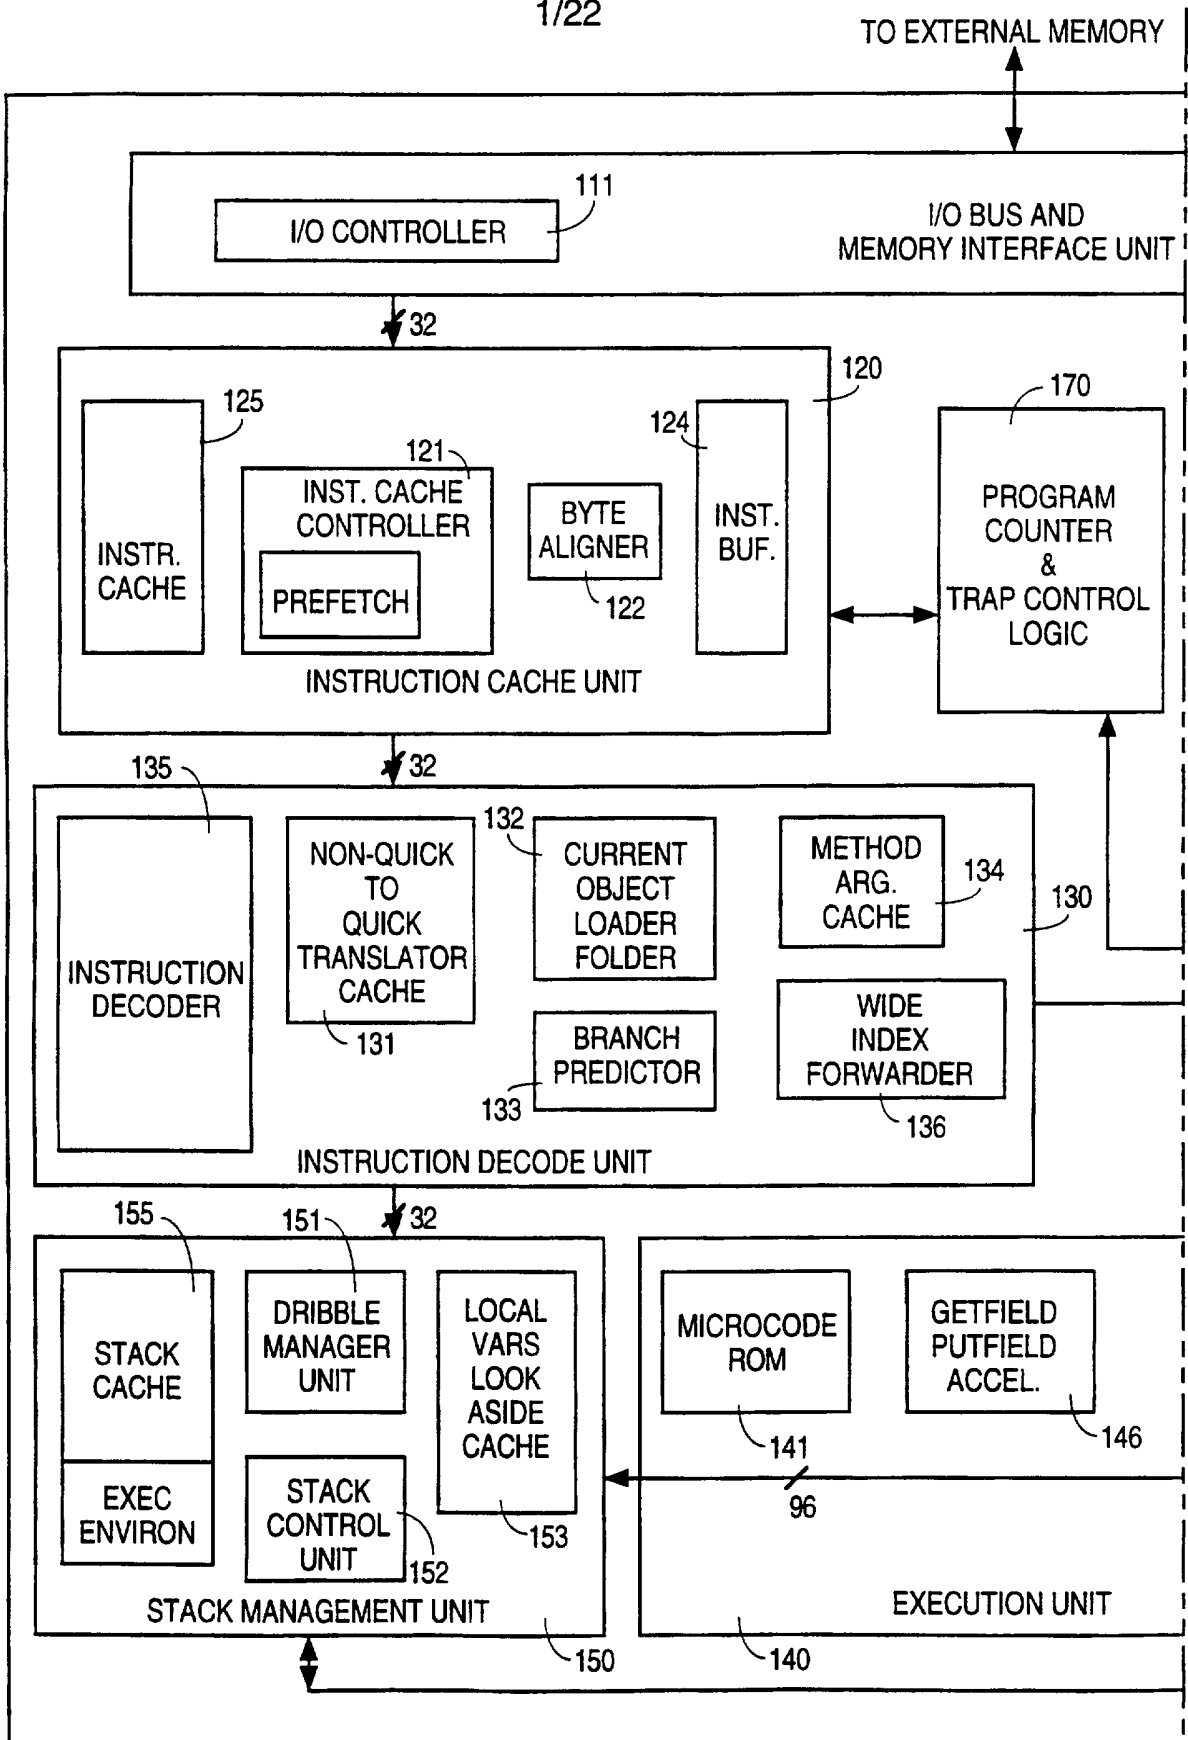 1/22
TO EXTERNAL MEMORY
111
I/O CONTROLLER
I/O BUS AND
MEMORY INTERFACE UNIT
32
120
125
124
170
121
INSTR.
CACHE
INST. CACHE
CONTROLLER
PREFETCH
BYTE
ALIGNER
122
INST.
BUF.
PROGRAM
COUNTER
&
TRAP CONTROL
LOGIC
INSTRUCTION CACHE UNIT
32
135
132
INSTRUCTION
DECODER
NON-QUICK
TO
QUICK
TRANSLATOR
CACHE
131
CURRENT
OBJECT
LOADER
FOLDER
METHOD
ARG.
CACHE
134
130
BRANCH
PREDICTOR
133
WIDE
INDEX
FORWARDER
136
INSTRUCTION DECODE UNIT
32
155
151
STACK
CACHE
EXEC
ENVIRON
DRIBBLE
MANAGER
UNIT
STACK
CONTROL
UNIT
152
LOCAL
VARS
LOOK
ASIDE
CACHE
153
MICROCODE
ROM
141
GETFIELD
PUTFIELD
ACCEL.
146
96
STACK MANAGEMENT UNIT
150
EXECUTION UNIT
140